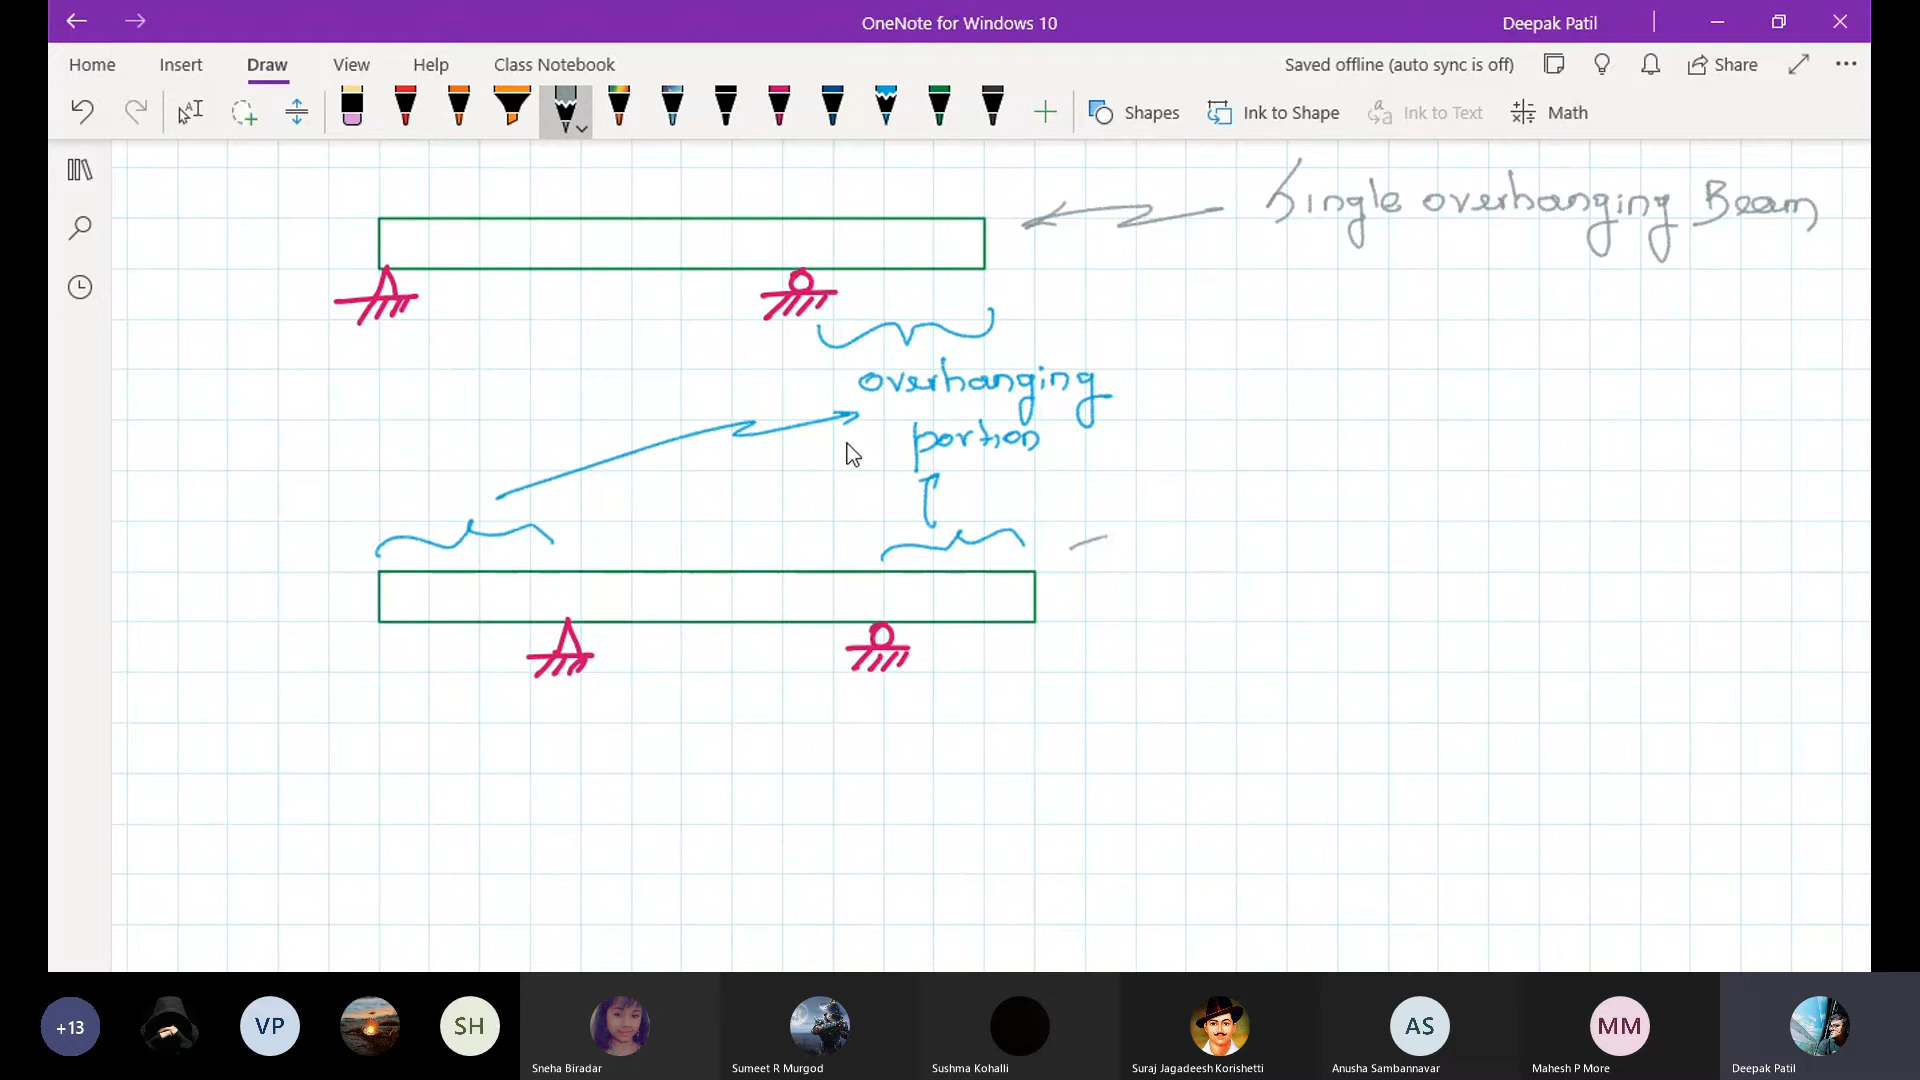 OneNote for Windows 10
Deepak Patil
Home Insert Draw View Help Class Notebook
Saved offline (auto sync is off)
Share
Shapes
Ink to Shape
Ink to Text
Math
Single overhanging Beam
overhanging
portion
+13
VP
SH
Sneha Biradar
Sumeet R Murgod
Sushma Kohalli
Suraj Jagadeesh Korishetti
AS
Anusha Sambannavar
MM
Mahesh P More
Deepak Patil